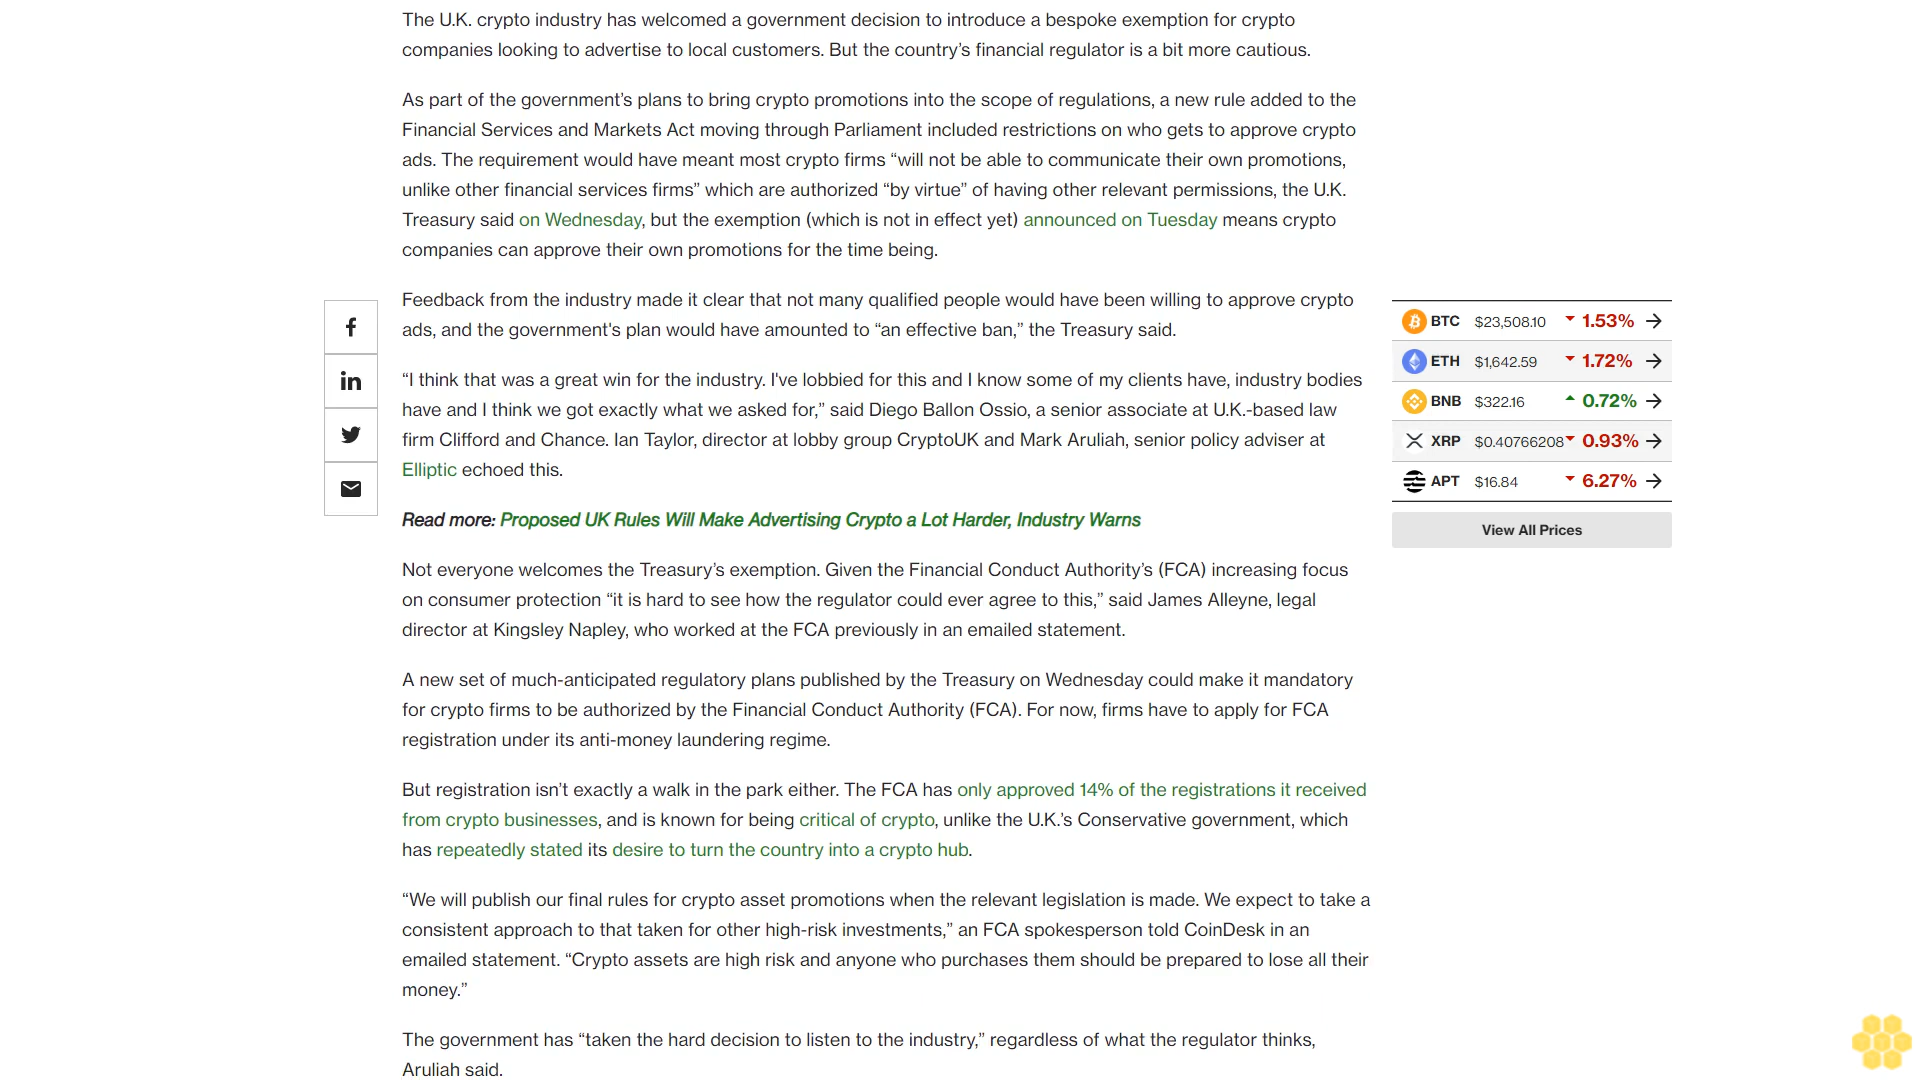 The U.K. crypto industry has welcomed a government decision to introduce a bespoke exemption for crypto
companies looking to advertise to local customers. But the country’s financial regulator is a bit more cautious.
As part of the government’s plans to bring crypto promotions into the scope of regulations, a new rule added to the
Financial Services and Markets Act moving through Parliament included restrictions on who gets to approve crypto
ads. The requirement would have meant most crypto firms “will not be able to communicate their own promotions,
unlike other financial services firms” which are authorized “by virtue” of having other relevant permissions, the U.K.
Treasury said on Wednesday, but the exemption (which is not in effect yet) announced on Tuesday means crypto
companies can approve their own promotions for the time being.
Feedback from the industry made it clear that not many qualified people would have been willing to approve crypto
ads, and the government's plan would have amounted to “an effective ban,” the Treasury said.
“I think that was a great win for the industry. I've lobbied for this and I know some of my clients have, industry bodies
have and I think we got exactly what we asked for,” said Diego Ballon Ossio, a senior associate at U.K.-based law
firm Clifford and Chance. Ian Taylor, director at lobby group CryptoUK and Mark Aruliah, senior policy adviser at
Elliptic echoed this.
Read more: Proposed UK Rules Will Make Advertising Crypto a Lot Harder, Industry Warns
Not everyone welcomes the Treasury’s exemption. Given the Financial Conduct Authority’s (FCA) increasing focus
on consumer protection “it is hard to see how the regulator could ever agree to this,” said James Alleyne, legal
director at Kingsley Napley, who worked at the FCA previously in an emailed statement.
A new set of much-anticipated regulatory plans published by the Treasury on Wednesday could make it mandatory
for crypto firms to be authorized by the Financial Conduct Authority (FCA). For now, firms have to apply for FCA
registration under its anti-money laundering regime.
But registration isn’t exactly a walk in the park either. The FCA has only approved 14% of the registrations it received
from crypto businesses, and is known for being critical of crypto, unlike the U.K.’s Conservative government, which
has repeatedly stated its desire to turn the country into a crypto hub.
“We will publish our final rules for crypto asset promotions when the relevant legislation is made. We expect to take a
consistent approach to that taken for other high-risk investments,” an FCA spokesperson told CoinDesk in an
emailed statement. “Crypto assets are high risk and anyone who purchases them should be prepared to lose all their
money.”
The government has “taken the hard decision to listen to the industry,” regardless of what the regulator thinks,
Aruliah said.
BTC $23,508.10 1.53%
ETH $1,642.59 1.72%
BNB $322.16 0.72%
XRP $0.40766208 0.93%
APT $16.84 6.27%
View All Prices